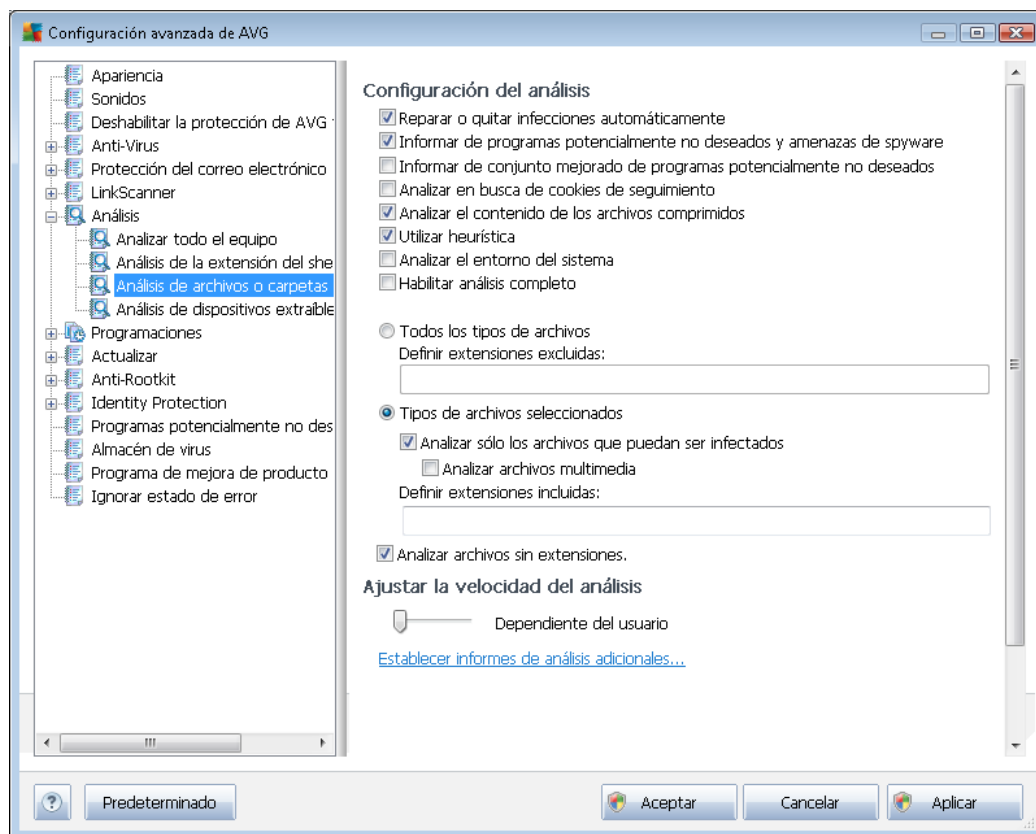 Configuración avanzada de AVG
Apariencia
Sonidos
Deshabilitar la protección de AVG
Anti-Virus
Protección del correo electrónico
LinkScanner
Análisis
Analizar todo el equipo
Análisis de la extensión del she
Análisis de archivos o carpetas
Análisis de dispositivos extraíble
Programaciones
Actualizar
Anti-Rootkit
Identity Protection
Programas potencialmente no des
Almacén de virus
Programa de mejora de producto
Ignorar estado de error
Configuración del análisis
Reparar o quitar infecciones automáticamente
Informar de programas potencialmente no deseados y amenazas de spyware
Informar de conjunto mejorado de programas potencialmente no deseados
Analizar en busca de cookies de seguimiento
Analizar el contenido de los archivos comprimidos
Utilizar heurística
Analizar el entorno del sistema
Habilitar análisis completo
Todos los tipos de archivos
Definir extensiones excluidas:
Tipos de archivos seleccionados
Analizar sólo los archivos que puedan ser infectados
Analizar archivos multimedia
Definir extensiones incluidas:
Analizar archivos sin extensiones.
Ajustar la velocidad del análisis
Dependiente del usuario
Establecer informes de análisis adicionales...
?
Predeterminado
Aceptar
Cancelar
Aplicar